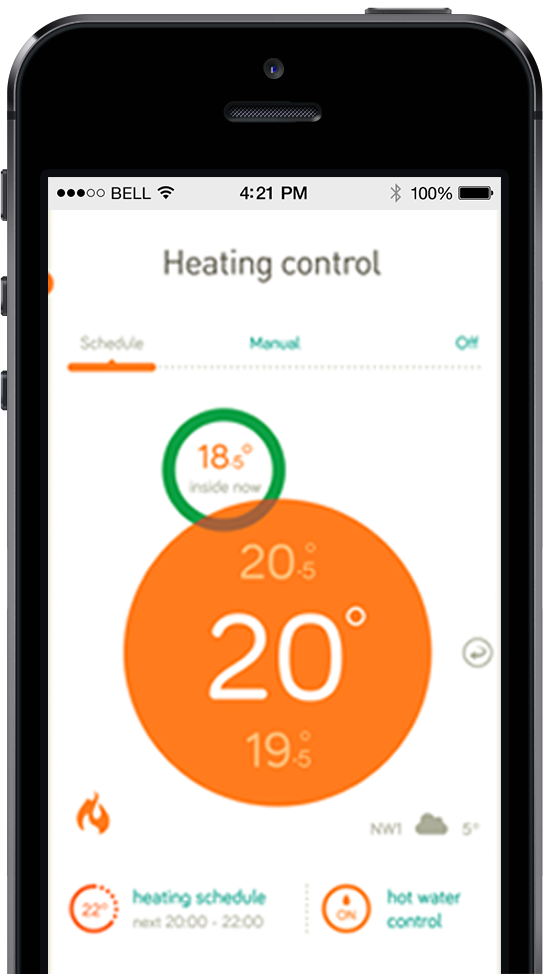 BELL 4:21 PM 100%
Heating control
Schedule Manual Off
18.5°
inside now
20.5°
20°
19.5°
NW1 5°
22° heating schedule
next 20:00 - 22:00
ON hot water
control